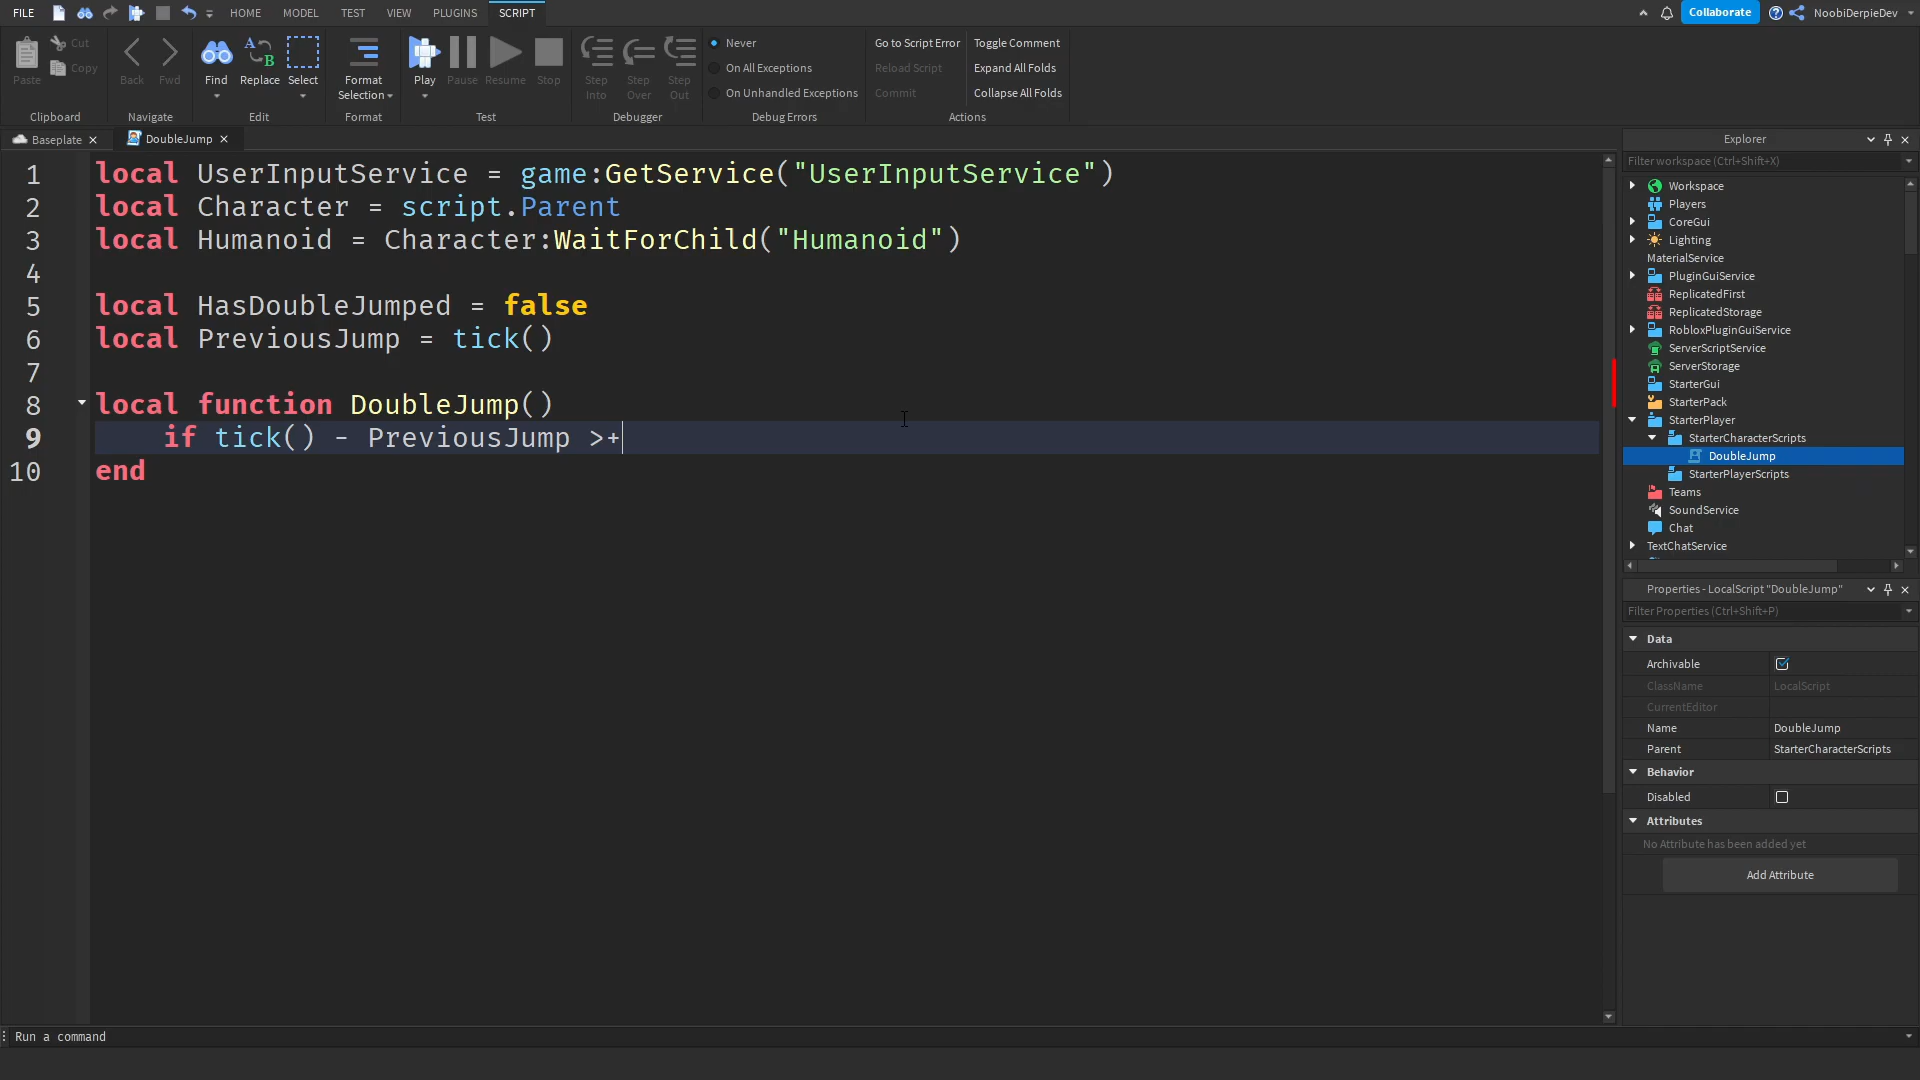 FILE HOME MODEL TEST VIEW PLUGINS SCRIPT Collaborate NoobiDerpieDev
Paste Cut Copy
Clipboard
Back Fwd
Navigate
Find Replace Select
Edit
Format Selection
Format
Play Pause Resume Stop
Test
Step Into Step Over Step Out
Debugger
Never
On All Exceptions
On Unhandled Exceptions
Debug Errors
Go to Script Error Toggle Comment
Reload Script Expand All Folds
Commit Collapse All Folds
Actions
Baseplate DoubleJump
1 local UserInputService = game:GetService("UserInputService")
2 local Character = script.Parent
3 local Humanoid = Character:WaitForChild("Humanoid")
4
5 local HasDoubleJumped = false
6 local PreviousJump = tick()
7
8 local function DoubleJump()
9 if tick() - PreviousJump >+
10 end
Explorer
Filter workspace (Ctrl+Shift+X)
Workspace
Players
CoreGui
Lighting
MaterialService
PluginGuiService
ReplicatedFirst
ReplicatedStorage
RobloxPluginGuiService
ServerScriptService
ServerStorage
StarterGui
StarterPack
StarterPlayer
StarterCharacterScripts
DoubleJump
StarterPlayerScripts
Teams
SoundService
Chat
TextChatService
Properties - LocalScript "DoubleJump"
Filter Properties (Ctrl+Shift+P)
Data
Archivable
ClassName LocalScript
CurrentEditor
Name DoubleJump
Parent StarterCharacterScripts
Behavior
Disabled
Attributes
No Attribute has been added yet
Add Attribute
Run a command